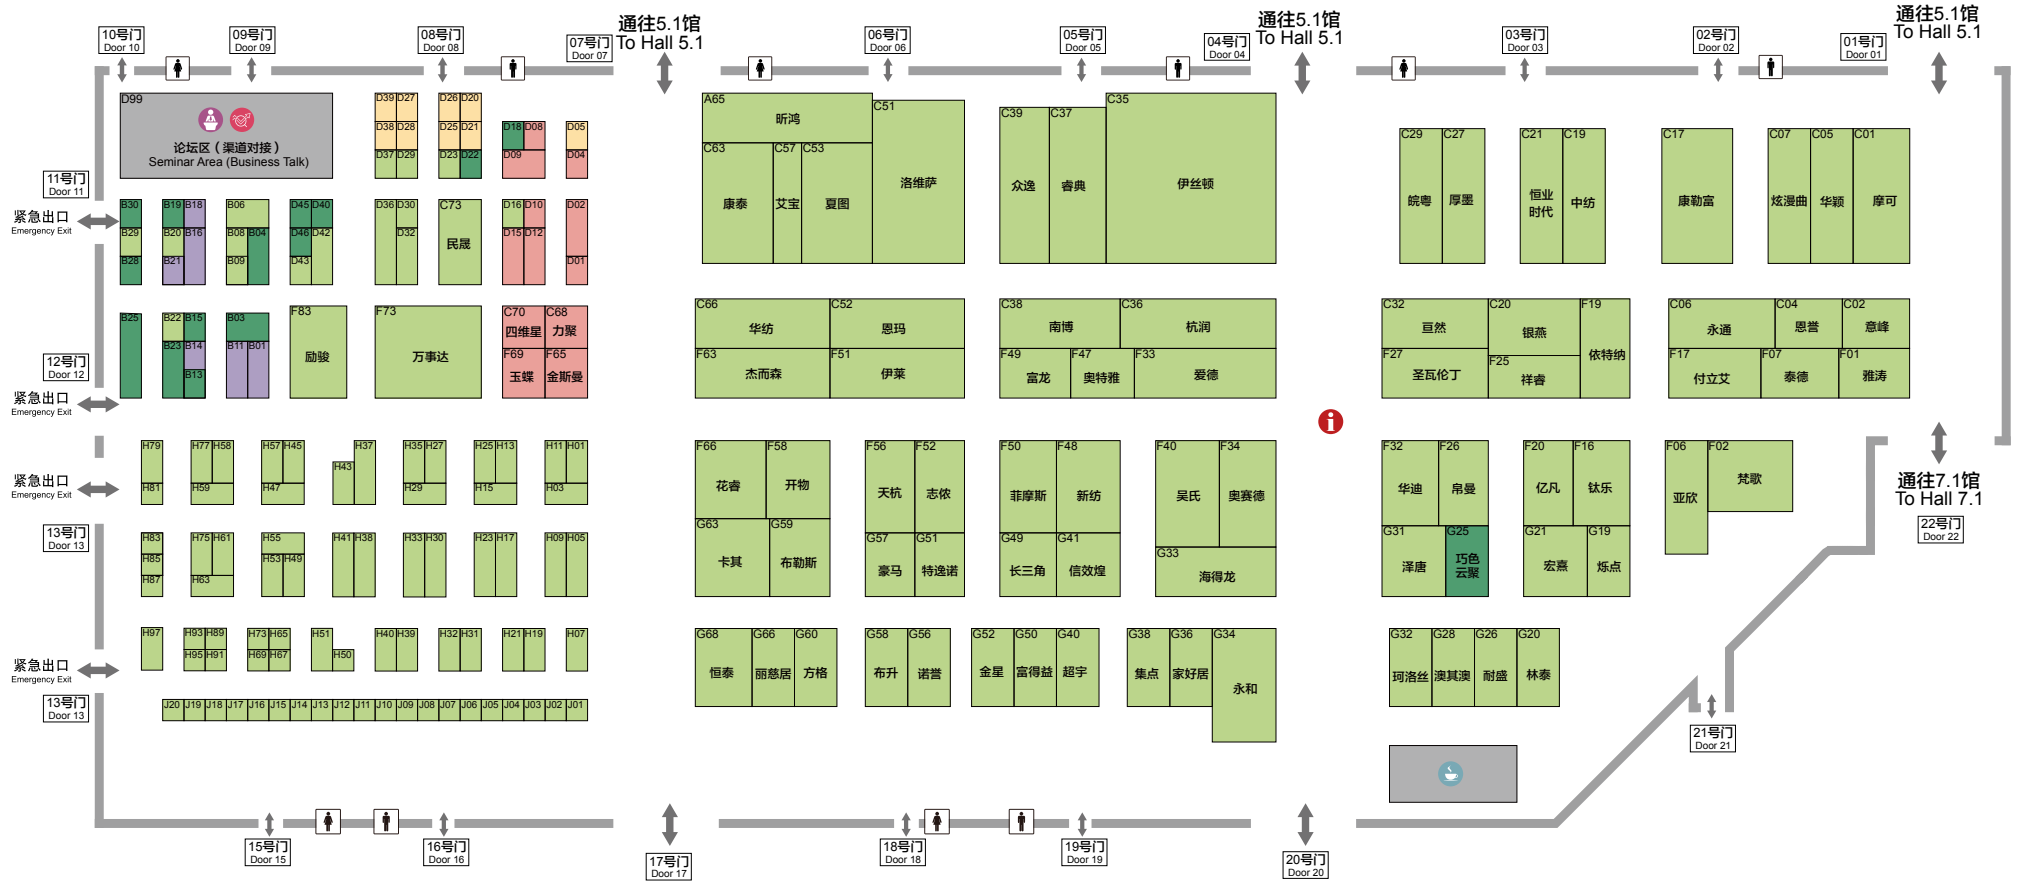 通往5.1馆
To Hall 5.1
通往5.1馆
To Hall 5.1
通往5.1馆
To Hall 5.1
10号门
Door 10
09号门
Door 09
08号门
Door 08
07号门
Door 07
06号门
Door 06
05号门
Door 05
04号门
Door 04
03号门
Door 03
02号门
Door 02
01号门
Door 01
D99
论坛区（渠道对接）
Seminar Area (Business Talk)
D39 D27
D38 D28
D37 D29
D26 D20
D25 D21
D23 D22
D18 D08
D09
D05
D04
A65
昕鸿
C63
康泰
C57
艾宝
C53
夏图
C51
洛维萨
C39
众逸
C37
睿典
C35
伊丝顿
C29
皖粤
C27
厚墨
C21
恒业
时代
C19
中纺
C17
康勒富
C07
炫漫曲
C05
华颖
C01
摩可
11号门
Door 11
紧急出口
Emergency Exit
B30
B29
B28
B19 B18
B20 B16
B21
B06
B08 B04
B09
D45 D40
D46 D42
D43
D36 D30
D32
C73
民晟
D16 D10
D15 D12
D02
D01
B25
B22 B15
B23 B14
B13
B03
B11 B01
F83
励骏
F73
万事达
C70
四维星
C68
力聚
F69
玉蝶
F65
金斯曼
C66
华纺
C52
恩玛
F63
杰而森
F51
伊莱
C38
南博
C36
杭润
F49
富龙
F47
奥特雅
F33
爱德
C32
亘然
C20
银燕
F19
依特纳
F27
圣瓦伦丁
F25
祥睿
C06
永通
C04
恩誉
C02
意峰
F17
付立艾
F07
泰德
F01
雅涛
12号门
Door 12
紧急出口
Emergency Exit
H79
H81
H77 H58
H59
H57 H45
H47
H43
H37
H35 H27
H29
H25 H13
H15
H11 H01
H03
紧急出口
Emergency Exit
F66
花睿
F58
开物
G63
卡其
G59
布勒斯
F56
天杭
F52
志侬
G57
豪马
G51
特逸诺
F50
菲摩斯
F48
新纺
G49
长三角
G41
信效煌
F40
吴氏
F34
奥赛德
G33
海得龙
F32
华迪
F26
帛曼
G31
泽唐
G25
巧色
云聚
F20
亿凡
F16
钛乐
G21
宏熹
G19
烁点
F06
亚欣
F02
梵歌
通往7.1馆
To Hall 7.1
22号门
Door 22
13号门
Door 13
H83
H85
H87
H75 H61
H63
H55
H53 H49
H41 H38
H33 H30
H23 H17
H09 H05
H97
H93 H89
H95 H91
H73 H65
H69 H67
H51
H50
H40 H39
H32 H31
H21 H19
H07
紧急出口
Emergency Exit
G68
恒泰
G66
丽慈居
G60
方格
G58
布升
G56
诺誉
G52
金星
G50
富得益
G40
超宇
G38
集点
G36
家好居
G34
永和
G32
珂洛丝
G28
澳其澳
G26
耐盛
G20
林泰
13号门
Door 13
J20 J19 J18 J17 J16 J15 J14 J13 J12 J11 J10 J09 J08 J07 J06 J05 J04 J03 J02 J01
21号门
Door 21
15号门
Door 15
16号门
Door 16
17号门
Door 17
18号门
Door 18
19号门
Door 19
20号门
Door 20